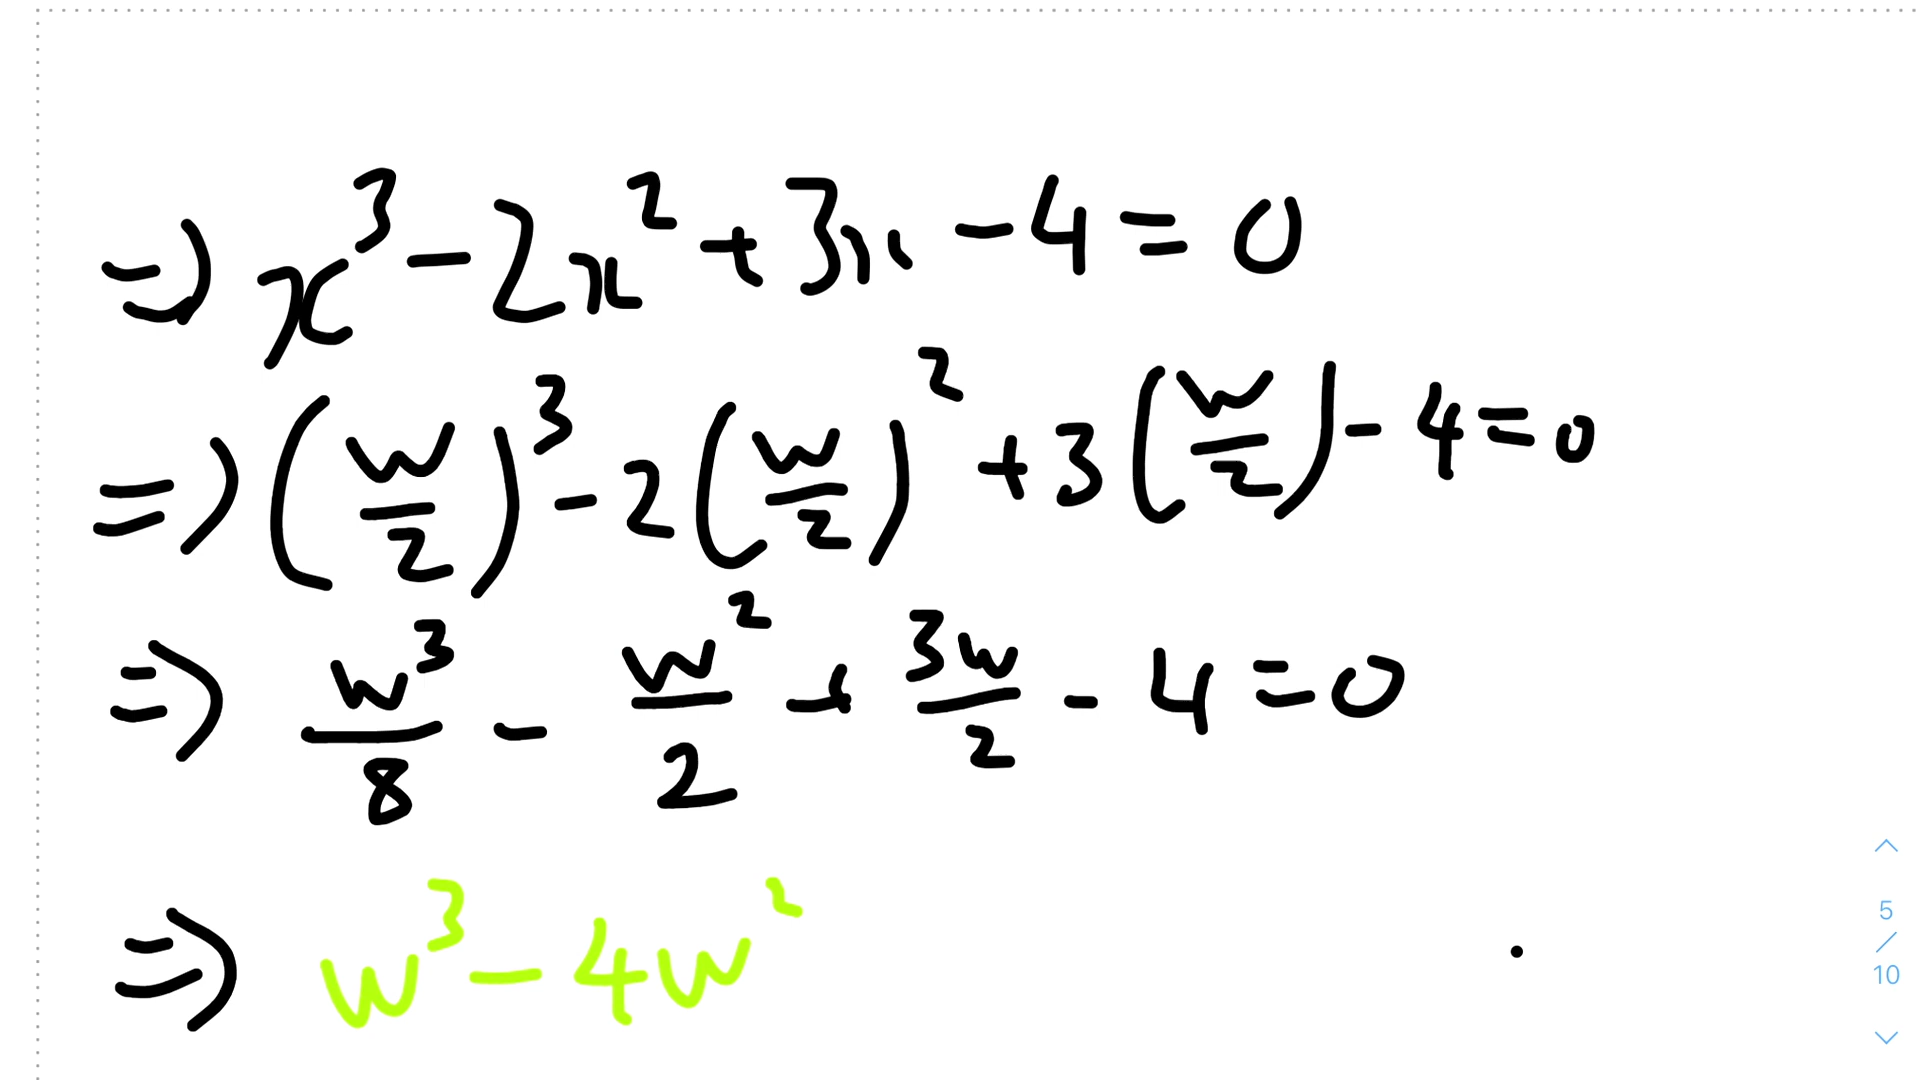 ⇒ x³ - 2x² + 3x - 4 = 0
⇒ (w/2)³ - 2(w/2)² + 3(w/2) - 4 = 0
⇒ w³/8 - w²/2 + 3w/2 - 4 = 0
⇒ w³ - 4w²
5
/
10